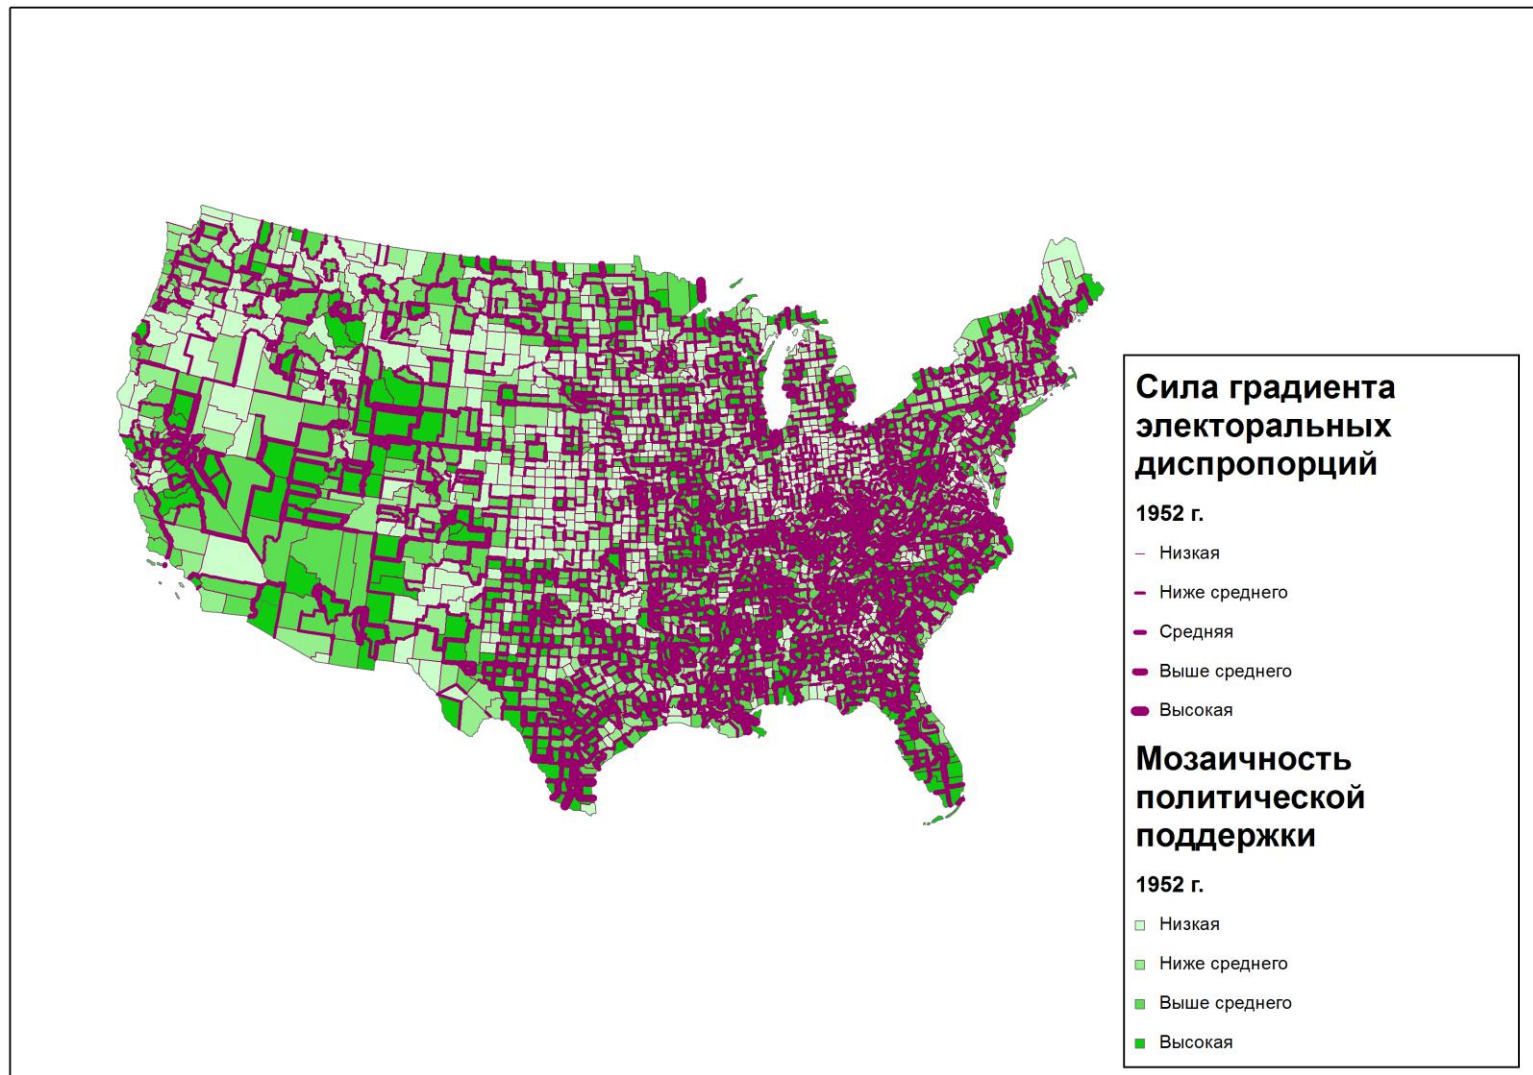 Сила градиента
электоральных
диспропорций
1952 г.
Низкая
Ниже среднего
Средняя
Выше среднего
Высокая
Мозаичность
политической
поддержки
1952 г.
Низкая
Ниже среднего
Выше среднего
Высокая